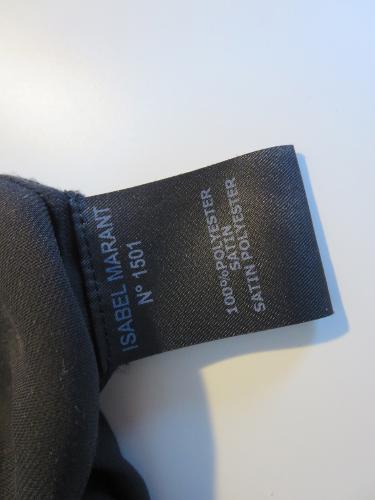 ISABEL MARANT
N° 1501
100%POLYESTER
SATIN
SATIN POLYESTER